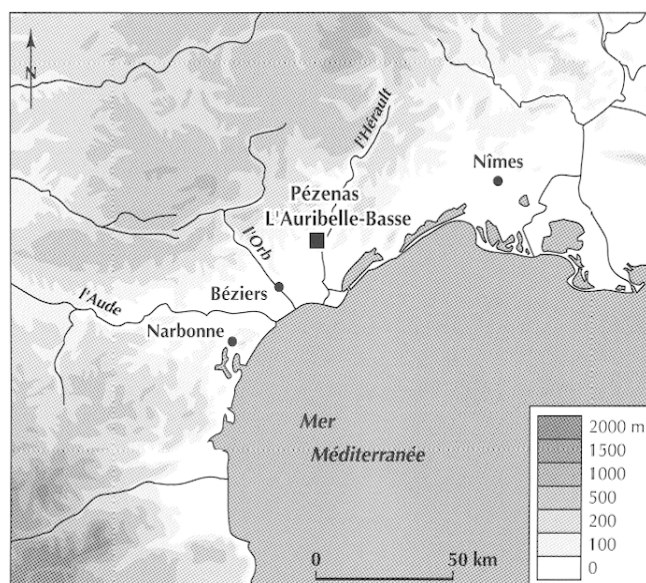 N
l'Hérault
Nîmes
Pézenas
L'Auribelle-Basse
l'Orb
Béziers
l'Aude
Narbonne
Mer
Méditerranée
2000 m
1500
1000
500
200
100
0
0 50 km